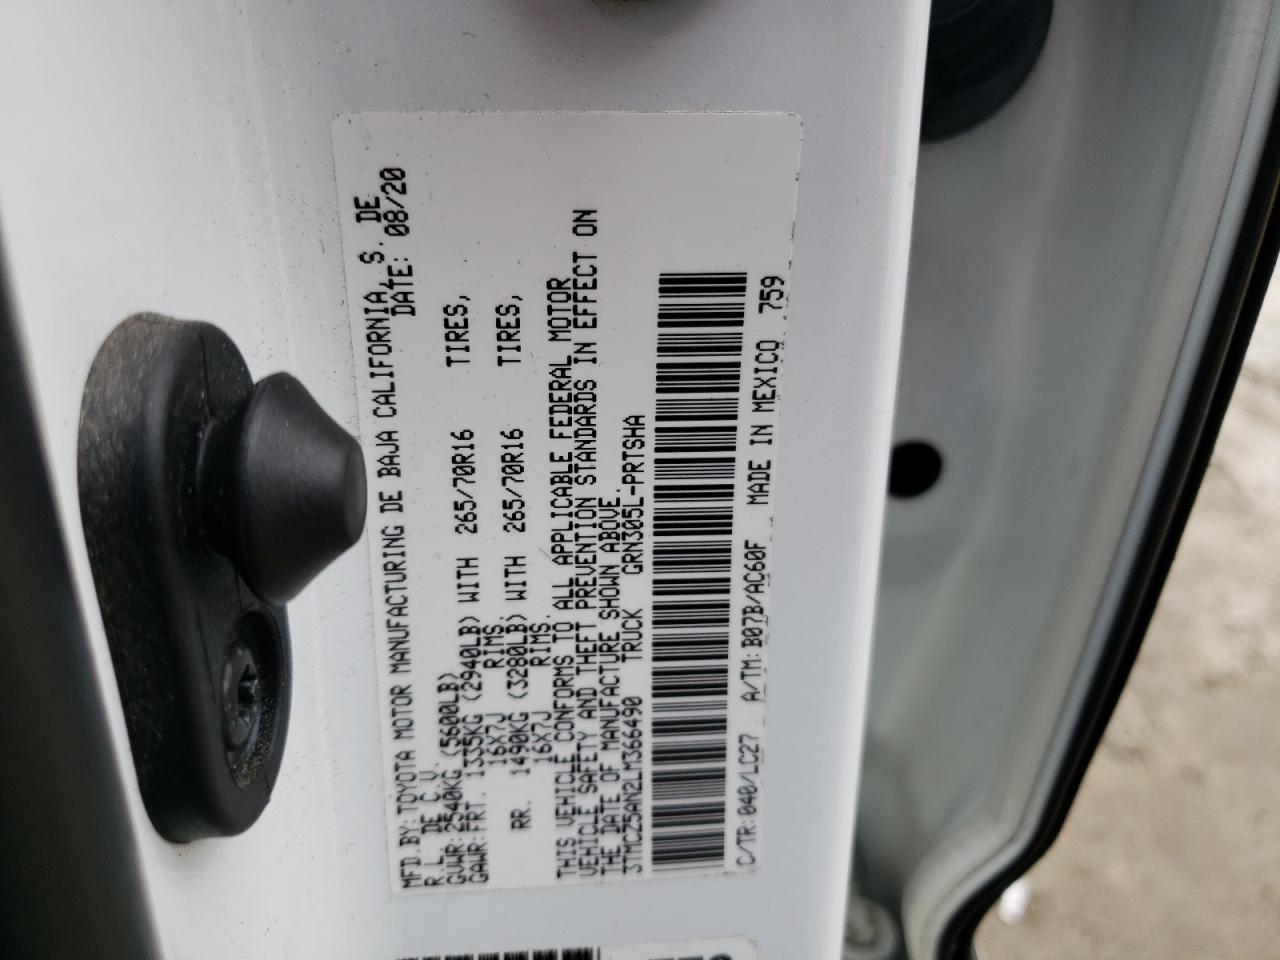 MFD.BY: TOYOTA MOTOR MANUFACTURING DE BAJA CALIFORNIA, S. DE
R.L. DE C.V. DATE: 08/20
GVWR: 2540KG (5600LB)
GAWR: FRT. 1335KG (2940LB) WITH 265/70R16 TIRES,
16X7J RIMS.
RR. 1490KG (3280LB) WITH 265/70R16 TIRES,
16X7J RIMS.
THIS VEHICLE CONFORMS TO ALL APPLICABLE FEDERAL MOTOR
VEHICLE SAFETY AND THEFT PREVENTION STANDARDS IN EFFECT ON
THE DATE OF MANUFACTURE SHOWN ABOVE.
3TMCZ5AN2LM366490 TRUCK GRN305L-PRTSHA
C/TR: 040/LC27 A/TM: B07B/AC60F MADE IN MEXICO 759